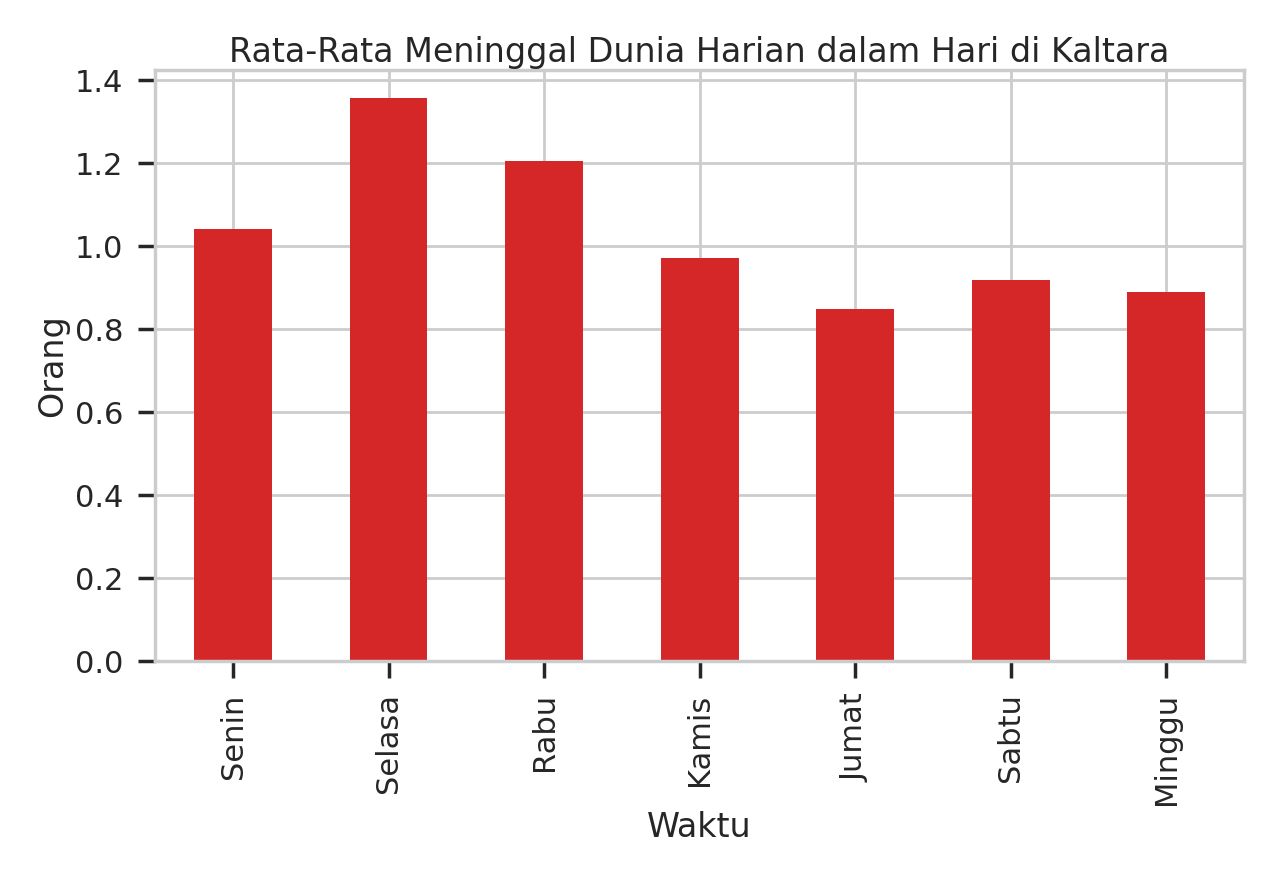 Rata-Rata Meninggal Dunia Harian dalam Hari di Kaltara
1.4
1.2
1.0
0.8
0.6
0.4
0.2
0.0
Orang
Senin
Selasa
Rabu
Kamis
Jumat
Sabtu
Minggu
Waktu